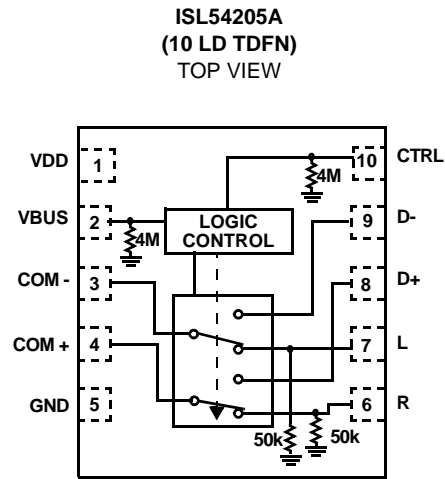 ISL54205A
(10 LD TDFN)
TOP VIEW
VDD 1
10 CTRL
4M
VBUS 2
LOGIC
CONTROL
9 D-
4M
COM - 3
8 D+
COM + 4
7 L
GND 5
6 R
50k
50k